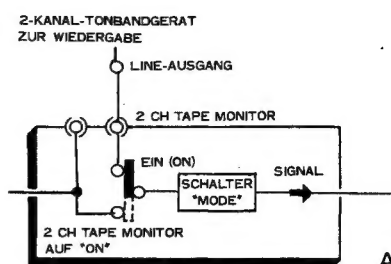 2-KANAL-TONBANDGERAT
ZUR WIEDERGABE
LINE-AUSGANG
2 CH TAPE MONITOR
EIN (ON)
SCHALTER
"MODE"
SIGNAL
2 CH TAPE MONITOR
AUF "ON"
A